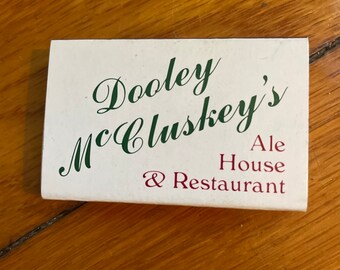 Dooley
McCluskey's
Ale
House
& Restaurant